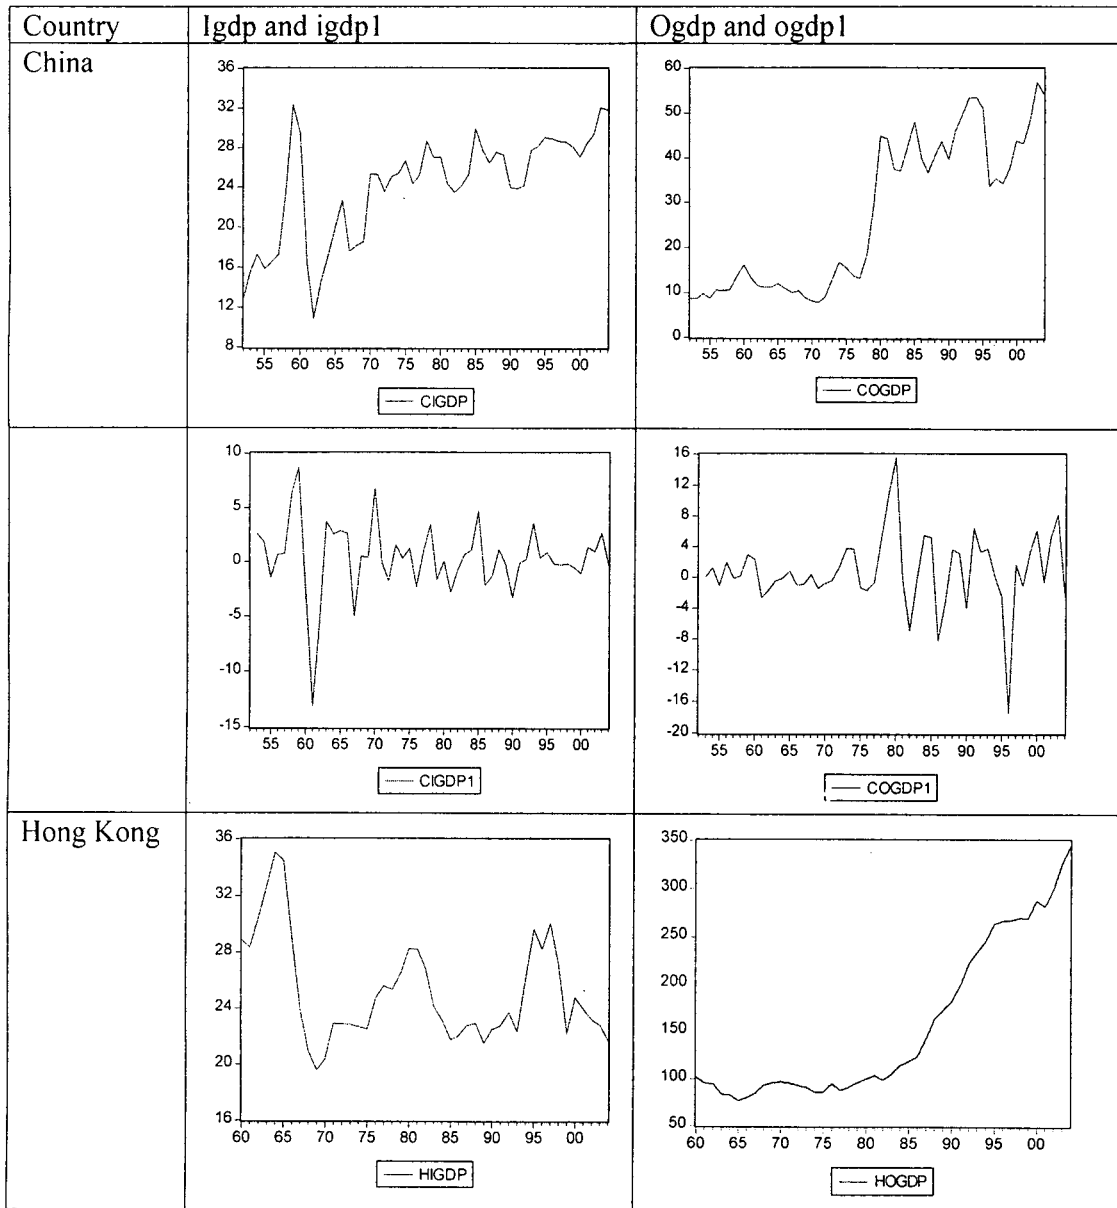 Country Igdp and igdp1 Ogdp and ogdp1
China
36
32
28
24
20
16
12
8
55 60 65 70 75 80 85 90 95 00
CIGDP
60
50
40
30
20
10
0
55 60 65 70 75 80 85 90 95 00
COGDP
10
5
0
-5
-10
-15
55 60 65 70 75 80 85 90 95 00
CIGDP1
16
12
8
4
0
-4
-8
-12
-16
-20
55 60 65 70 75 80 85 90 95 00
COGDP1
Hong Kong
36
32
28
24
20
16
60 65 70 75 80 85 90 95 00
HIGDP
350
300
250
200
150
100
50
60 65 70 75 80 85 90 95 00
HOGDP